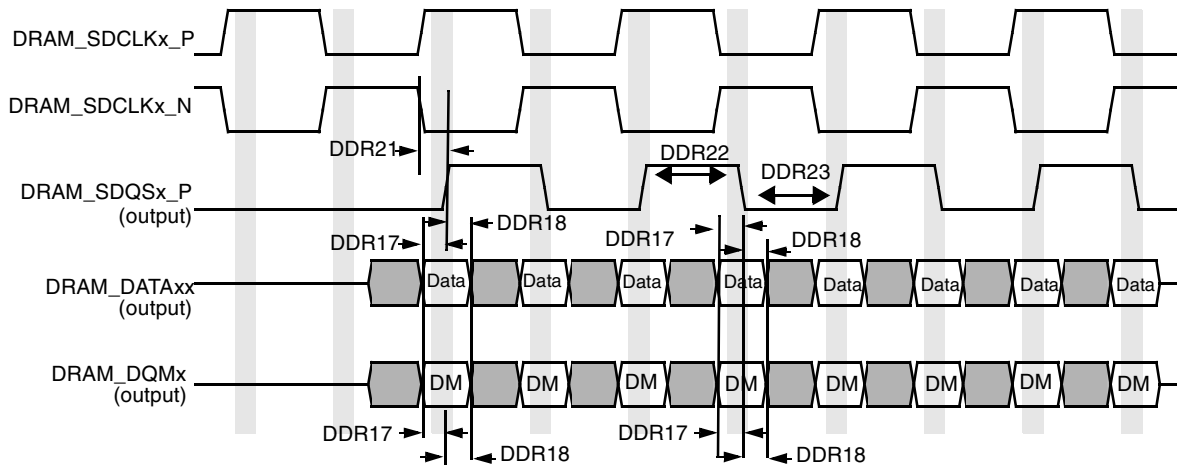 DRAM_SDCLKx_P
DRAM_SDCLKx_N
DDR21
DDR22
DDR23
DRAM_SDQSx_P
(output)
DDR17
DDR18
DDR17
DDR18
DRAM_DATAxx
(output)
Data
Data
Data
Data
Data
Data
Data
Data
DRAM_DQMx
(output)
DM
DM
DM
DM
DM
DM
DM
DM
DDR17
DDR18
DDR17
DDR18